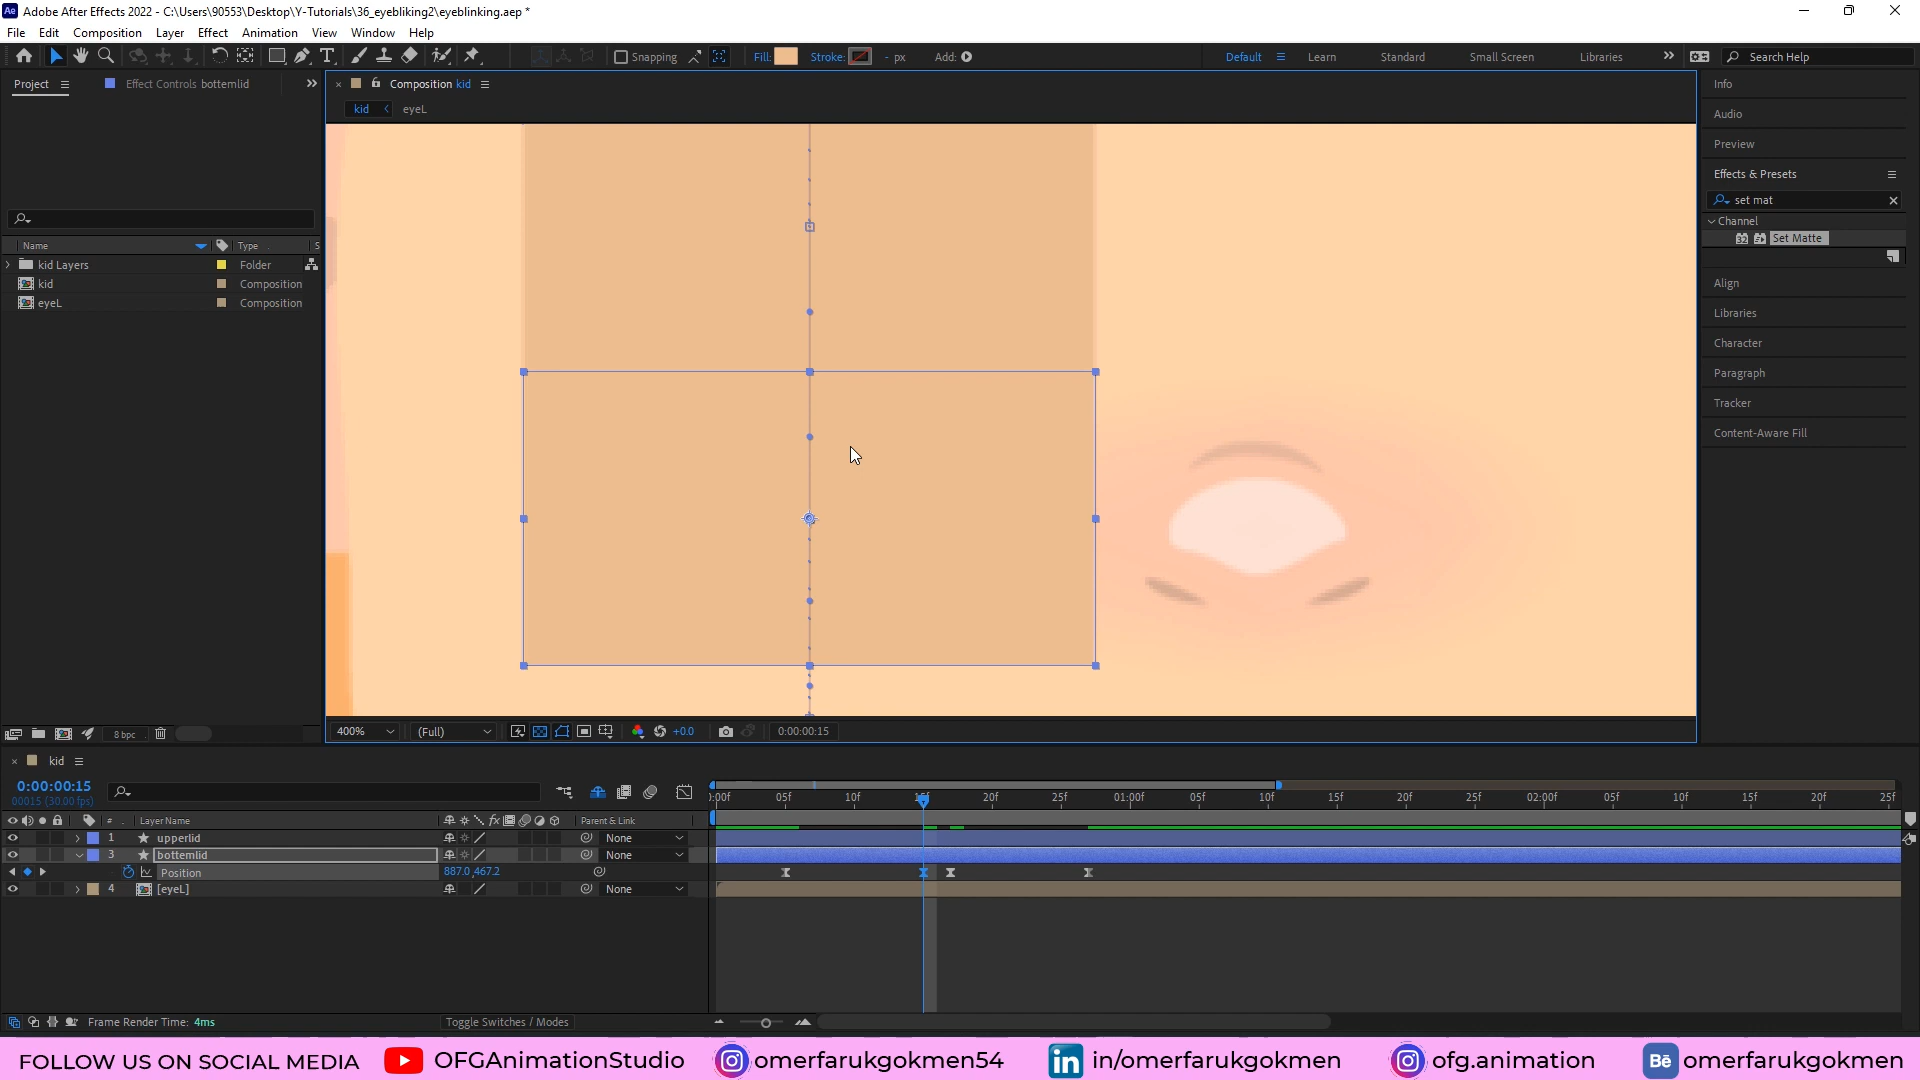 Ae Adobe After Effects 2022 - C:\Users\90553\Desktop\Y-Tutorials\36_eyebliking2\eyeblinking.aep *
File Edit Composition Layer Effect Animation View Window Help
Snapping Fill: Stroke: - px Add: Default Learn Standard Small Screen Libraries Search Help
Project Effect Controls bottemlid
Composition kid
kid eyeL
Name Type S
kid Layers Folder
kid Composition
eyeL Composition
Info
Audio
Preview
Effects & Presets
set mat
Channel
32 Set Matte
Align
Libraries
Character
Paragraph
Tracker
Content-Aware Fill
8 bpc
400% (Full) +0.0 0:00:00:15
kid
0:00:00:15
00015 (30.00 fps)
):00f 05f 10f 15f 20f 25f 01:00f 05f 10f 15f 20f 25f 02:00f 05f 10f 15f 20f 25f
# Layer Name fx Parent & Link
1 upperlid None
3 bottemlid None
Position 887.0,467.2
4 [eyeL] None
Frame Render Time: 4ms
Toggle Switches / Modes
FOLLOW US ON SOCIAL MEDIA OFGAnimationStudio omerfarukgokmen54 in in/omerfarukgokmen ofg.animation Bē omerfarukgokmen